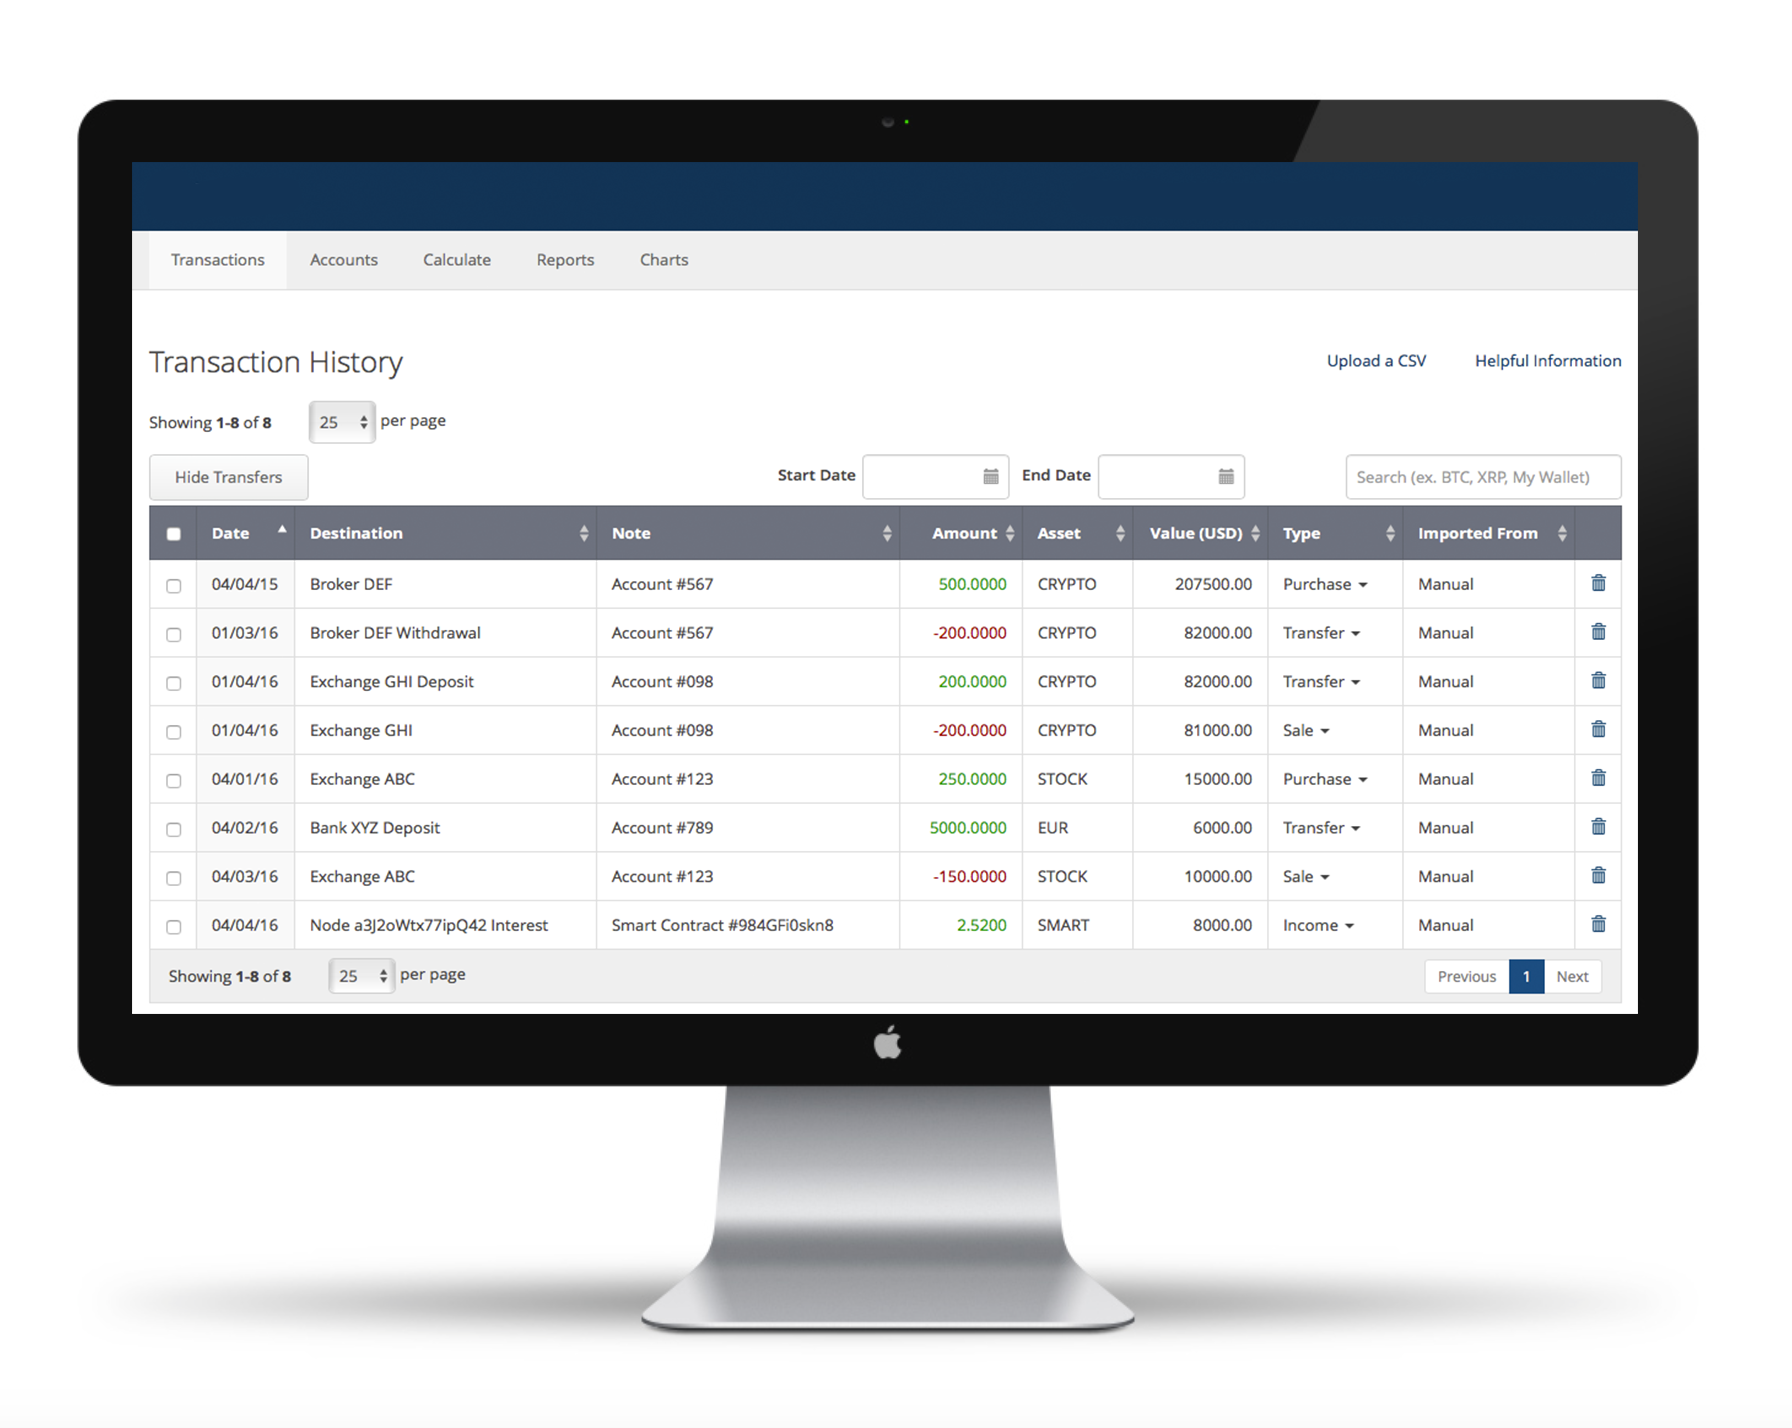 Transactions Accounts Calculate Reports Charts
Transaction History Upload a CSV Helpful Information
Showing 1-8 of 8 25 per page
Hide Transfers Start Date End Date Search (ex. BTC, XRP, My Wallet)
Date Destination Note Amount Asset Value (USD) Type Imported From
04/04/15 Broker DEF Account #567 500.0000 CRYPTO 207500.00 Purchase Manual
01/03/16 Broker DEF Withdrawal Account #567 -200.0000 CRYPTO 82000.00 Transfer Manual
01/04/16 Exchange GHI Deposit Account #098 200.0000 CRYPTO 82000.00 Transfer Manual
01/04/16 Exchange GHI Account #098 -200.0000 CRYPTO 81000.00 Sale Manual
04/01/16 Exchange ABC Account #123 250.0000 STOCK 15000.00 Purchase Manual
04/02/16 Bank XYZ Deposit Account #789 5000.0000 EUR 6000.00 Transfer Manual
04/03/16 Exchange ABC Account #123 -150.0000 STOCK 10000.00 Sale Manual
04/04/16 Node a3J2oWtx77ipQ42 Interest Smart Contract #984GFi0skn8 2.5200 SMART 8000.00 Income Manual
Showing 1-8 of 8 25 per page Previous 1 Next